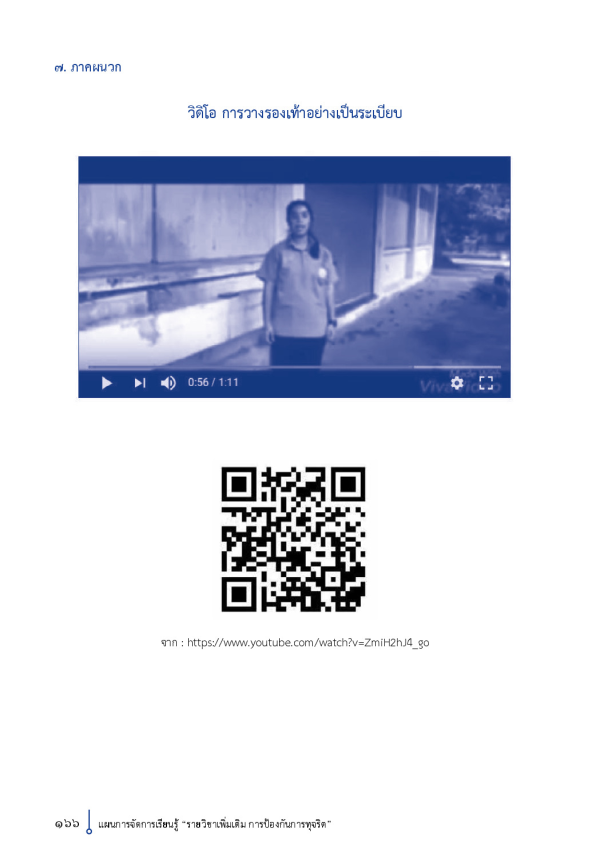 ๗. ภาคผนวก
วิดิโอ การวางรองเท้าอย่างเป็นระเบียบ
0:56 / 1:11
Made With
VivaVideo
จาก : https://www.youtube.com/watch?v=ZmiH2hJ4_go
๑๖๖ แผนการจัดการเรียนรู้ “รายวิชาเพิ่มเติม การป้องกันการทุจริต”